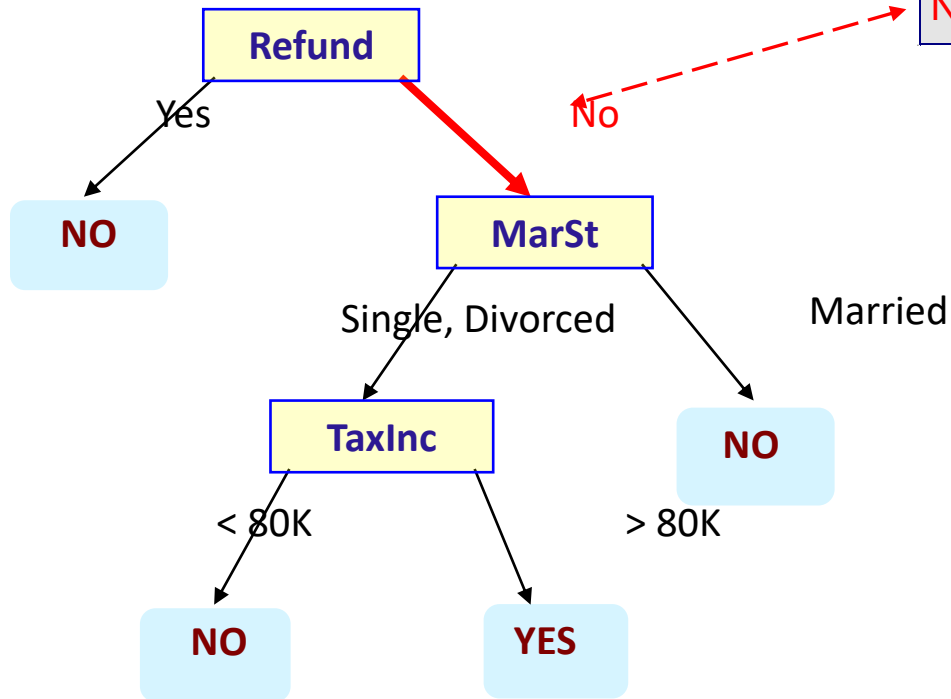 Refund
Yes
No
NO
MarSt
Single, Divorced
Married
TaxInc
NO
< 80K
> 80K
NO
YES